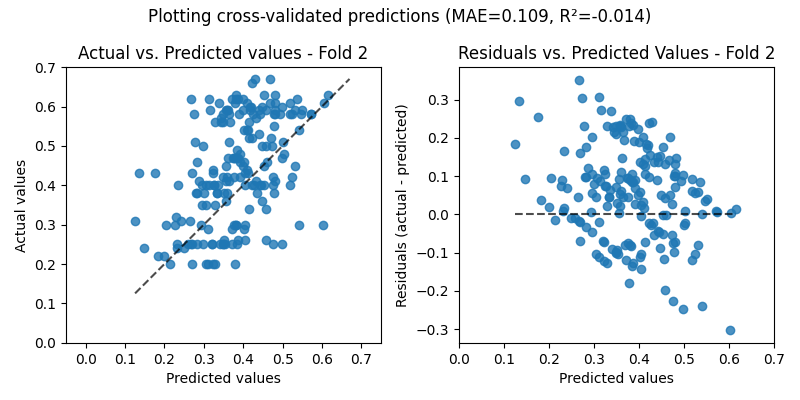 Plotting cross-validated predictions (MAE=0.109, R²=-0.014)
Actual vs. Predicted values - Fold 2
Actual values
0.7
0.6
0.5
0.4
0.3
0.2
0.1
0.0
0.0 0.1 0.2 0.3 0.4 0.5 0.6 0.7
Predicted values
Residuals vs. Predicted Values - Fold 2
Residuals (actual - predicted)
0.3
0.2
0.1
0.0
−0.1
−0.2
−0.3
0.0 0.1 0.2 0.3 0.4 0.5 0.6 0.7
Predicted values